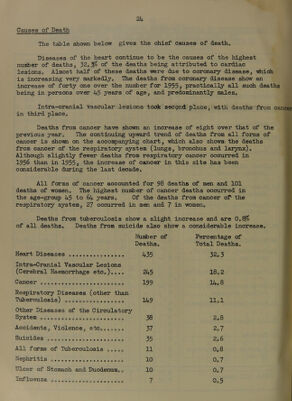 24
Causes of Death
The table shown below gives the chief causes of death.
Diseases of the heart continue to be the causes of the highest
number of deaths, 32.3% of the deaths being attributed to cardiac
lesions. Almost half of these deaths were due to coronary disease, which
is increasing very markedly. The deaths from coronary disease show an
increase of forty one over the number for 1955, practically all such deaths
being in persons over 45 years of age, and predominantly males.
Intra-cranial vascular lesions took second place, with deaths from cancer
in third place.
Deaths from cancer have shown an increase of eight over that of the
previous year. The continuing upward trend of deaths from all forms of
cancer is shown on the accompanying chart, which also shows the deaths
from cancer of the respiratory system (lungs, bronchus and larynx).
Although slightly fewer deaths from respiratory cancer occurred in
1956 than in 1955, the increase of cancer in this site has been
considerable during the last decade.
All forms of cancer accounted for 98 deaths of men and 101
deaths of women. The highest number of cancer deaths occurred in
the age-group 45 to 64 years. Of the deaths from cancer of the
respiratory system, 27 occurred in men and 7 in women.
Deaths from tuberculosis show a slight increase and are 0.8%
of all deaths. Deaths from suicide also show a considerable increase.
Number of Percentage of
Deaths. Total Deaths.
Heart Diseases ................ 435 32.3
Intra-Cranial Vascular Lesions
(Cerebral Haemorrhage etc.).... 245 18.2
Cancer ........................ 199 14.8
Respiratory Diseases (other than
Tuberculosis) ................. 149 11.1
Other Diseases of the Circulatory
System ........................ 38 2.8
Accidents, Violence, etc....... 37 2.7
Suicides ...................... 35 2.6
All forms of Tuberculosis ..... 11 0.8
Nephritis ..................... 10 0.7
Ulcer of Stomach and Duodenum.. 10 0.7
Influenza ..................... 7 0.5